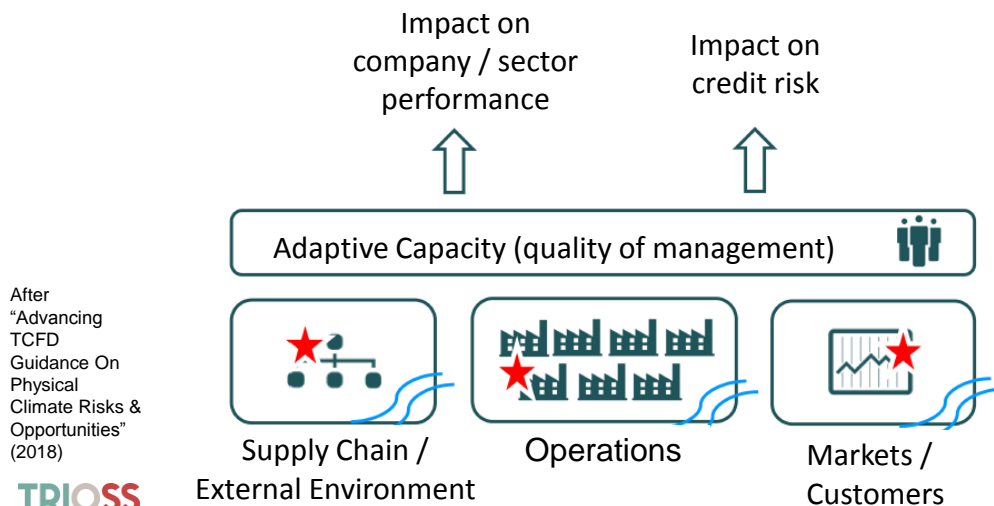 Impact on
company / sector
performance
Impact on
credit risk
Adaptive Capacity (quality of management)
After
“Advancing
TCFD
Guidance On
Physical
Climate Risks &
Opportunities”
(2018)
Supply Chain /
External Environment
Operations
Markets /
Customers
TRIOSS